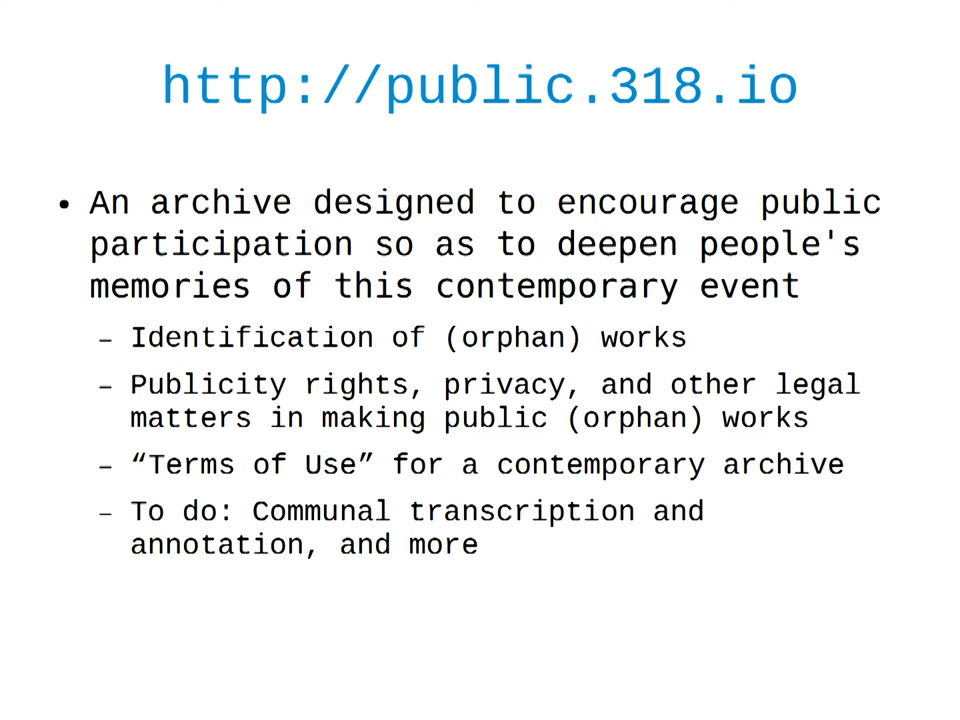 http://public.318.io
• An archive designed to encourage public
participation so as to deepen people's
memories of this contemporary event
– Identification of (orphan) works
– Publicity rights, privacy, and other legal
matters in making public (orphan) works
– “Terms of Use” for a contemporary archive
– To do: Communal transcription and
annotation, and more